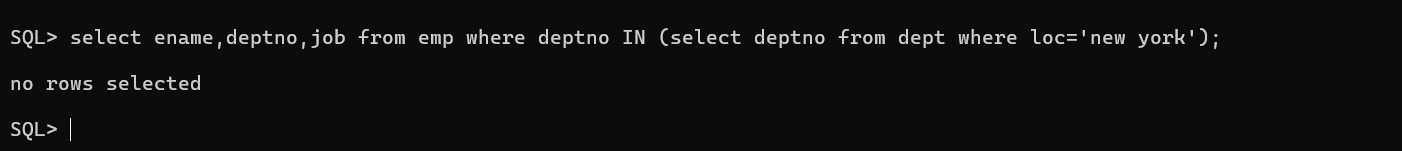 SQL> select ename,deptno,job from emp where deptno IN (select deptno from dept where loc='new york');
no rows selected
SQL>